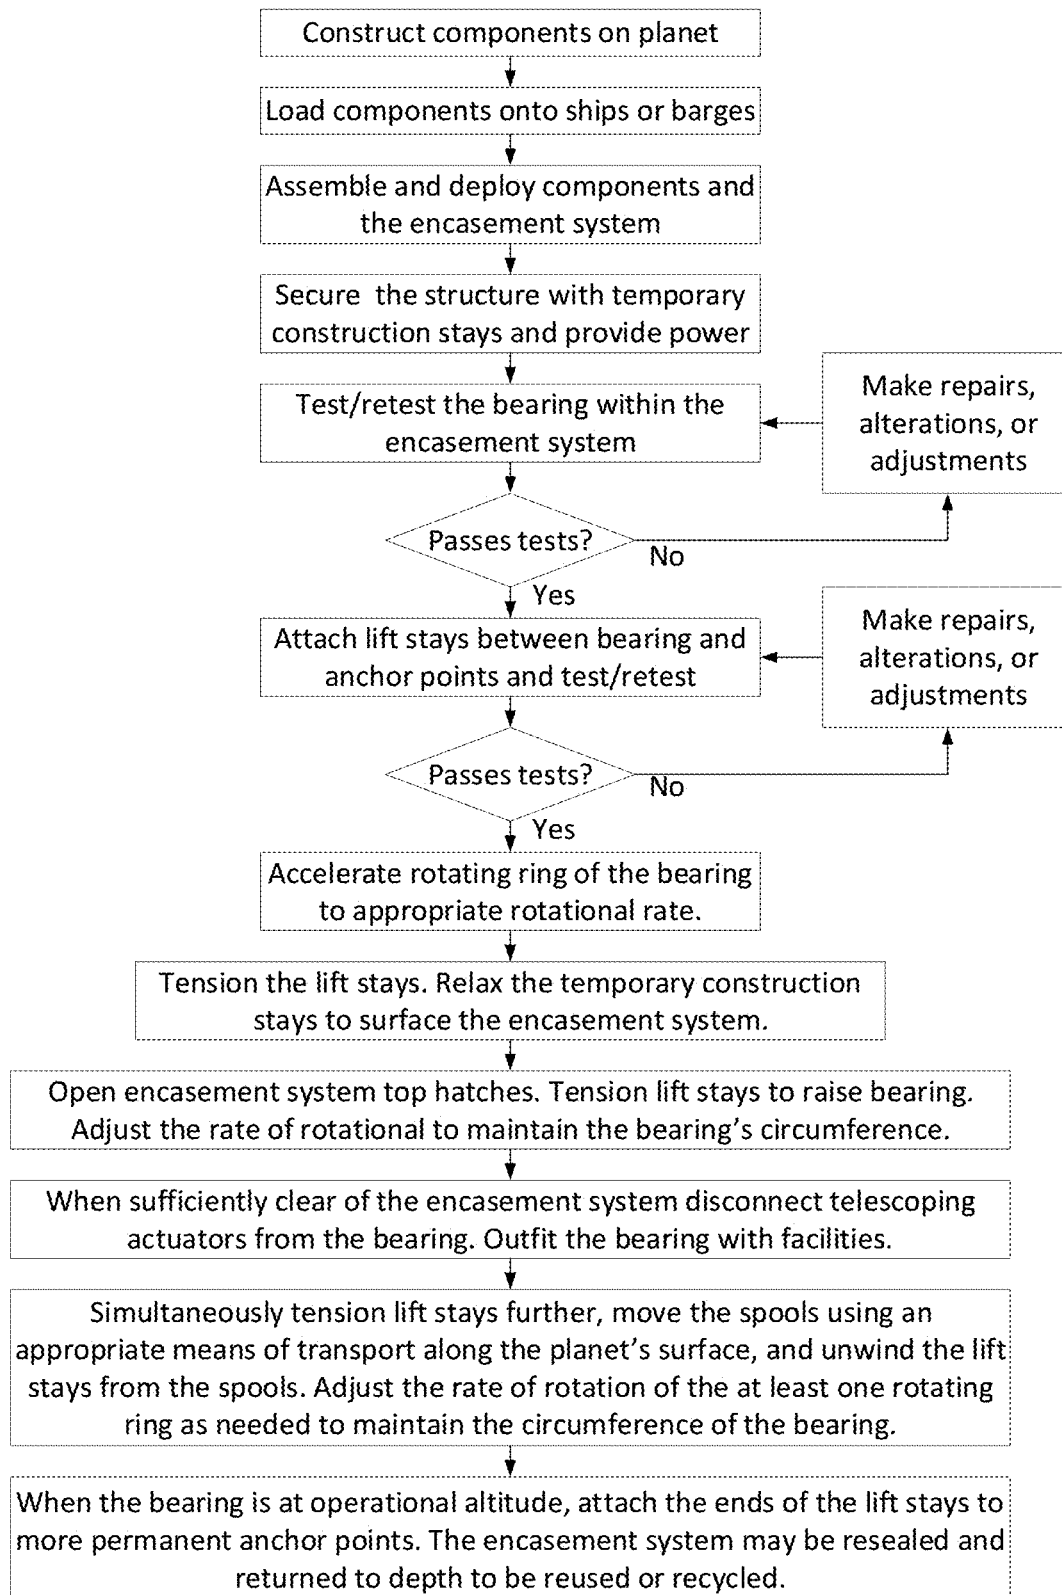 Construct components on planet
Load components onto ships or barges
Assemble and deploy components and
the encasement system
Secure the structure with temporary
construction stays and provide power
Test/retest the bearing within the
encasement system
Make repairs,
alterations, or
adjustments
Passes tests?
No
Yes
Attach lift stays between bearing and
anchor points and test/retest
Make repairs,
alterations, or
adjustments
Passes tests?
No
Yes
Accelerate rotating ring of the bearing
to appropriate rotational rate.
Tension the lift stays. Relax the temporary construction
stays to surface the encasement system.
Open encasement system top hatches. Tension lift stays to raise bearing.
Adjust the rate of rotational to maintain the bearing's circumference.
When sufficiently clear of the encasement system disconnect telescoping
actuators from the bearing. Outfit the bearing with facilities.
Simultaneously tension lift stays further, move the spools using an
appropriate means of transport along the planet's surface, and unwind the lift
stays from the spools. Adjust the rate of rotation of the at least one rotating
ring as needed to maintain the circumference of the bearing.
When the bearing is at operational altitude, attach the ends of the lift stays to
more permanent anchor points. The encasement system may be resealed and
returned to depth to be reused or recycled.